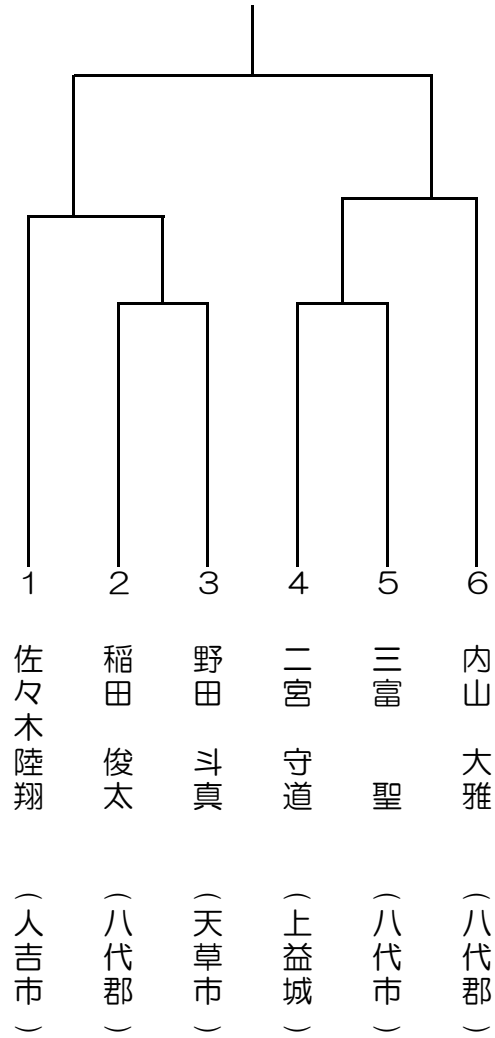 1
佐々木陸翔
（人吉市）
2
稲田 俊太
（八代郡）
3
野田 斗真
（天草市）
4
二宮 守道
（上益城）
5
三富 聖
（八代市）
6
内山 大雅
（八代郡）